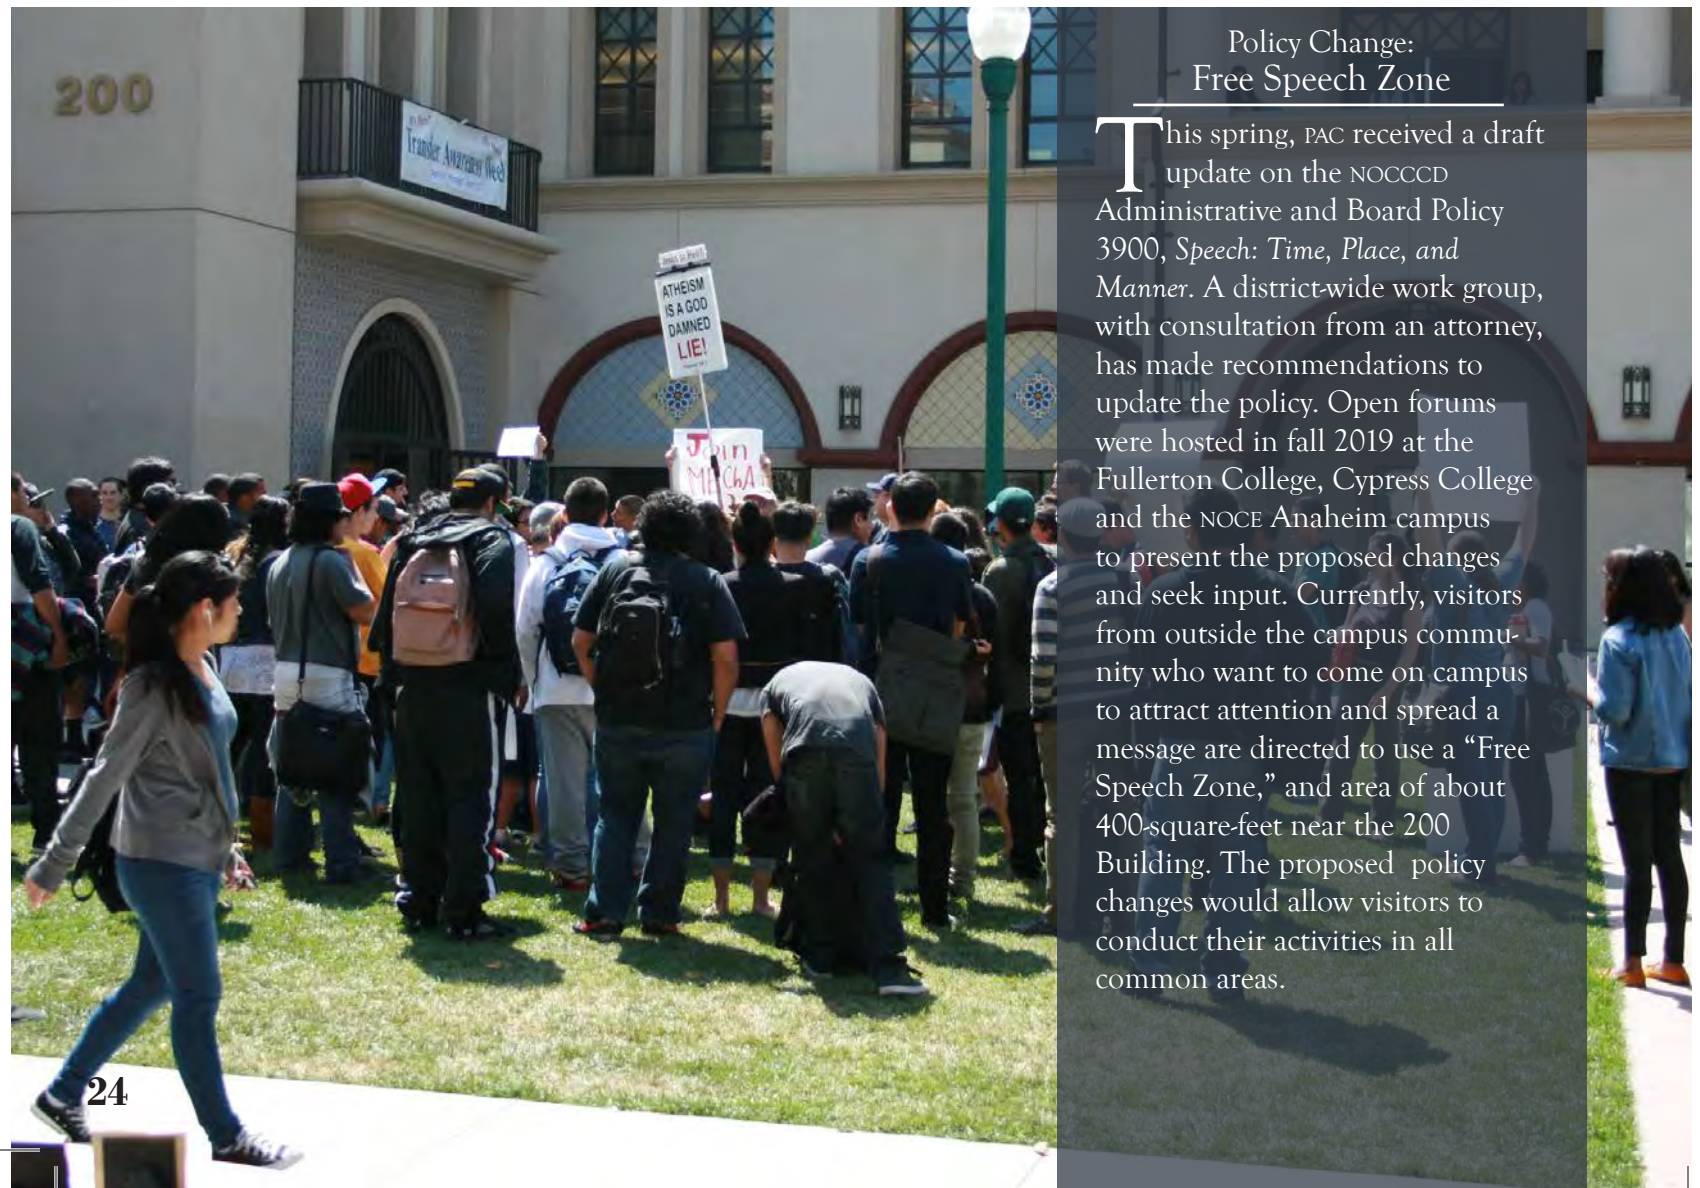 200
Transfer Awareness Week
ATHEISM
IS A GOD
DAMNED
LIE!
Join
MEChA
Policy Change:
Free Speech Zone
This spring, PAC received a draft
update on the NOCCCD
Administrative and Board Policy
3900, Speech: Time, Place, and
Manner. A district-wide work group,
with consultation from an attorney,
has made recommendations to
update the policy. Open forums
were hosted in fall 2019 at the
Fullerton College, Cypress College
and the NOCE Anaheim campus
to present the proposed changes
and seek input. Currently, visitors
from outside the campus commu-
nity who want to come on campus
to attract attention and spread a
message are directed to use a “Free
Speech Zone,” and area of about
400-square-feet near the 200
Building. The proposed  policy
changes would allow visitors to
conduct their activities in all
common areas.
24